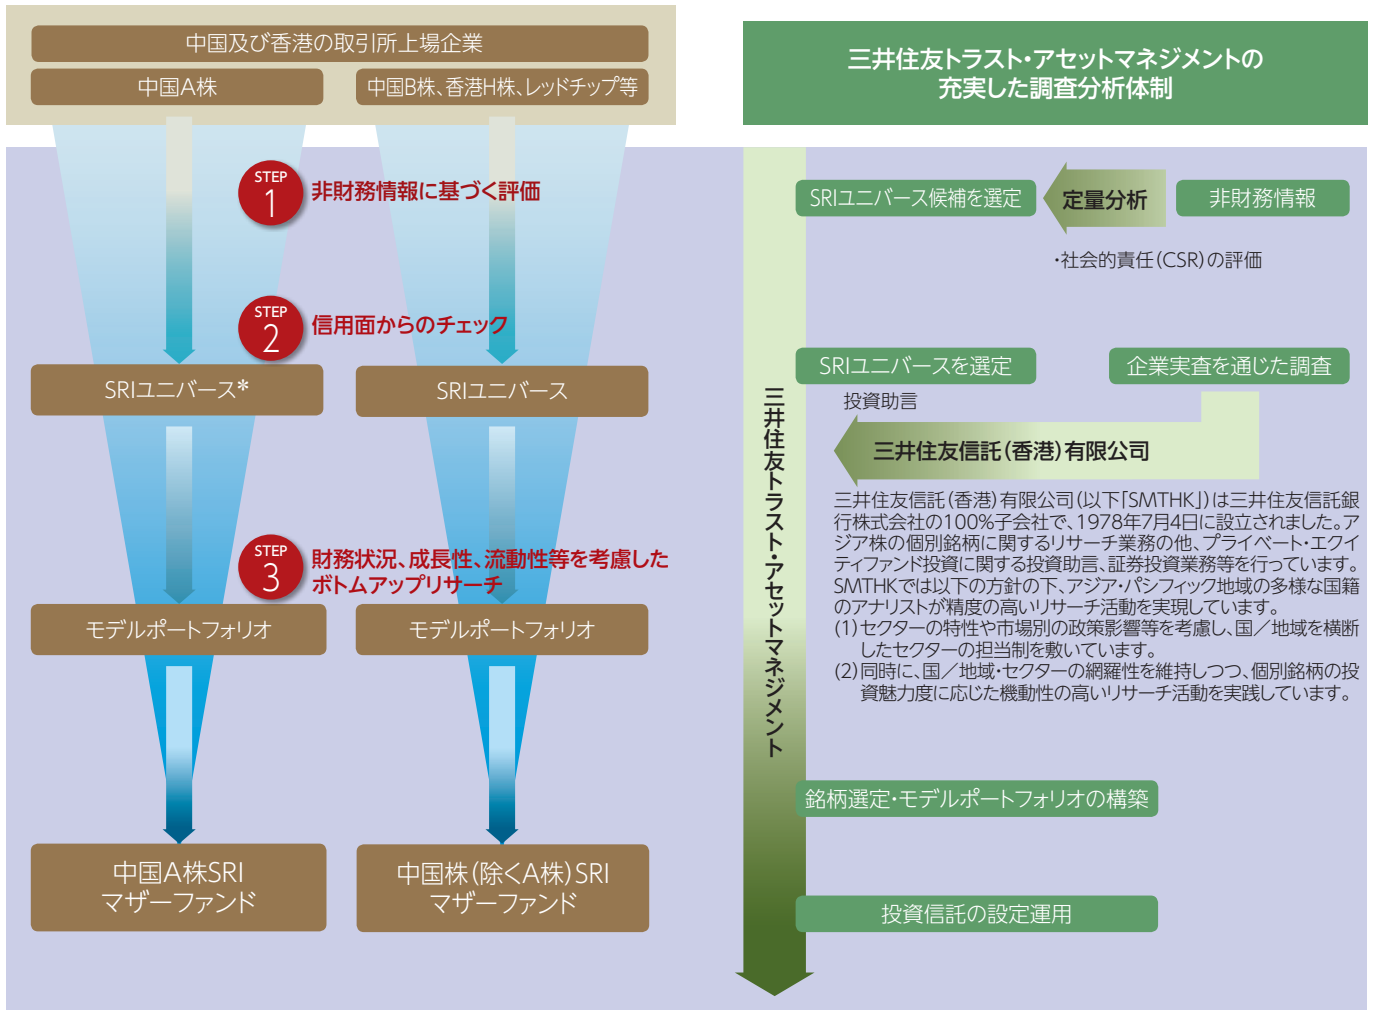 中国及び香港の取引所上場企業
中国A株
中国B株、香港H株、レッドチップ等
STEP
1
非財務情報に基づく評価
STEP
2
信用面からのチェック
SRIユニバース*
SRIユニバース
STEP
3
財務状況、成長性、流動性等を考慮した
ボトムアップリサーチ
モデルポートフォリオ
モデルポートフォリオ
中国A株SRI
マザーファンド
中国株(除くA株)SRI
マザーファンド
三井住友トラスト・アセットマネジメントの
充実した調査分析体制
三井住友トラスト・アセットマネジメント
SRIユニバース候補を選定
定量分析
非財務情報
・社会的責任(CSR)の評価
SRIユニバースを選定
企業実査を通じた調査
投資助言
三井住友信託(香港)有限公司
三井住友信託(香港)有限公司(以下「SMTHK」)は三井住友信託銀
行株式会社の100%子会社で、1978年7月4日に設立されました。ア
ジア株の個別銘柄に関するリサーチ業務の他、プライベート・エクイ
ティファンド投資に関する投資助言、証券投資業務等を行っています。
SMTHKでは以下の方針の下、アジア・パシフィック地域の多様な国籍
のアナリストが精度の高いリサーチ活動を実現しています。
(1)セクターの特性や市場別の政策影響等を考慮し、国／地域を横断
したセクターの担当制を敷いています。
(2)同時に、国／地域・セクターの網羅性を維持しつつ、個別銘柄の投
資魅力度に応じた機動性の高いリサーチ活動を実践しています。
銘柄選定・モデルポートフォリオの構築
投資信託の設定運用